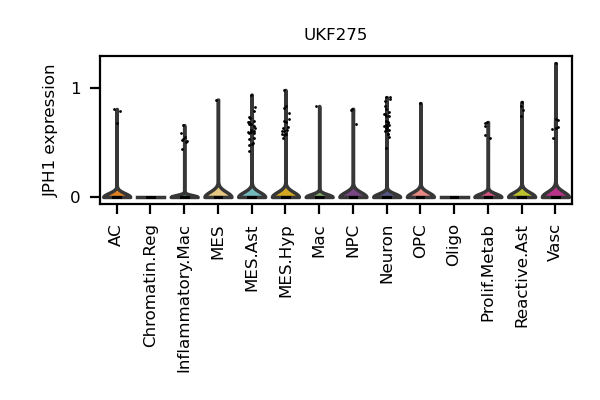 UKF275
JPH1 expression
1
0
AC
Chromatin.Reg
Inflammatory.Mac
MES
MES.Ast
MES.Hyp
Mac
NPC
Neuron
OPC
Oligo
Prolif.Metab
Reactive.Ast
Vasc